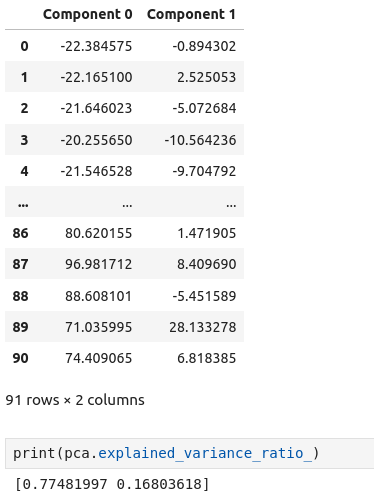 Component 0 Component 1
0 -22.384575 -0.894302
1 -22.165100 2.525053
2 -21.646023 -5.072684
3 -20.255650 -10.564236
4 -21.546528 -9.704792
... ... ...
86 80.620155 1.471905
87 96.981712 8.409690
88 88.608101 -5.451589
89 71.035995 28.133278
90 74.409065 6.818385
91 rows × 2 columns
print(pca.explained_variance_ratio_)
[0.77481997 0.16803618]